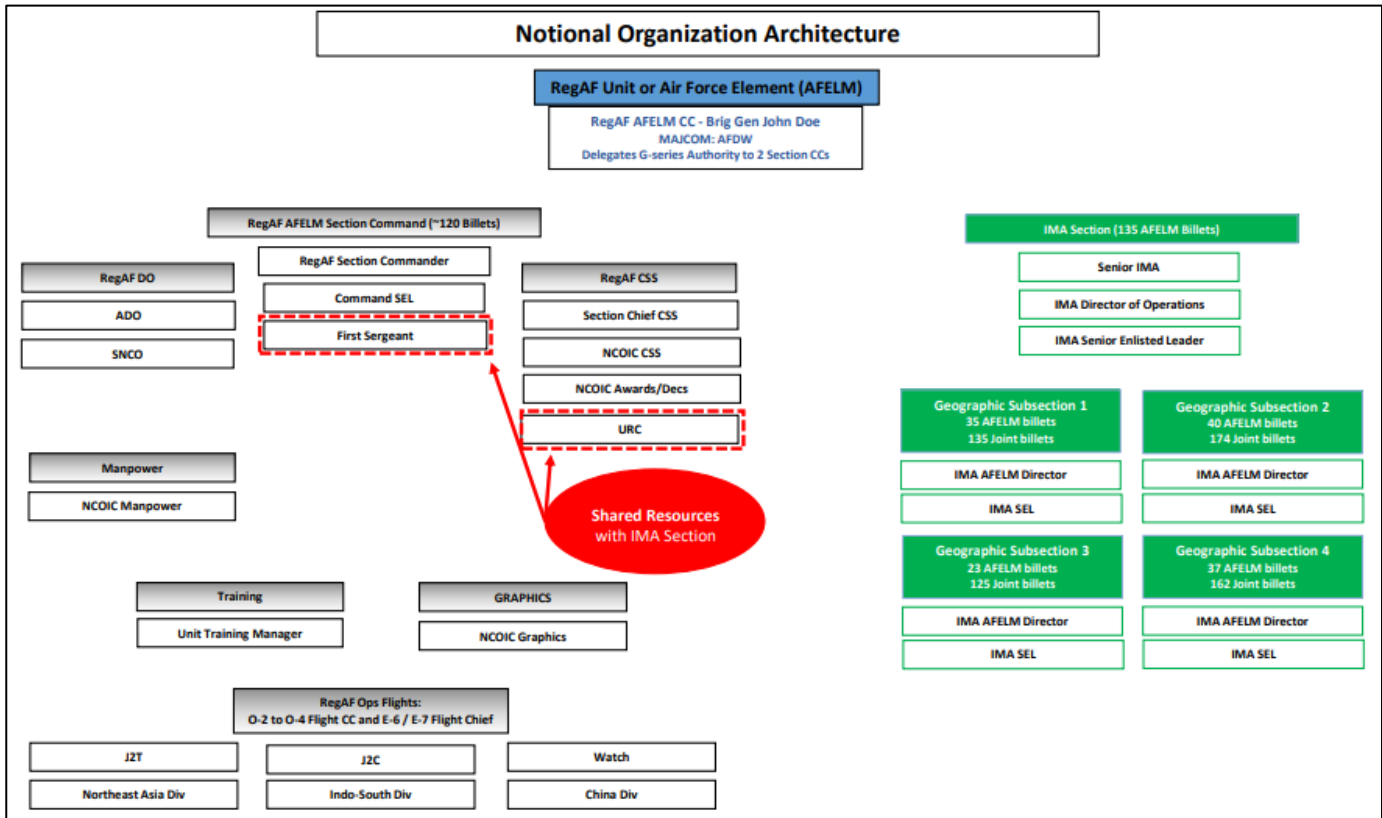 Notional Organization Architecture
RegAF Unit or Air Force Element (AFELM)
RegAF AFELM CC - Brig Gen John Doe
MAJCOM: AFDW
Delegates G-series Authority to 2 Section CCs
RegAF AFELM Section Command (~120 Billets)
RegAF Section Commander
Command SEL
First Sergeant
RegAF DO
ADO
SNCO
RegAF CSS
Section Chief CSS
NCOIC CSS
NCOIC Awards/Decs
URC
Manpower
NCOIC Manpower
Shared Resources
with IMA Section
Training
Unit Training Manager
GRAPHICS
NCOIC Graphics
RegAF Ops Flights:
O-2 to O-4 Flight CC and E-6 / E-7 Flight Chief
J2T
J2C
Watch
Northeast Asia Div
Indo-South Div
China Div
IMA Section (135 AFELM Billets)
Senior IMA
IMA Director of Operations
IMA Senior Enlisted Leader
Geographic Subsection 1
35 AFELM billets
135 Joint billets
IMA AFELM Director
IMA SEL
Geographic Subsection 2
40 AFELM billets
174 Joint billets
IMA AFELM Director
IMA SEL
Geographic Subsection 3
23 AFELM billets
125 Joint billets
IMA AFELM Director
IMA SEL
Geographic Subsection 4
37 AFELM billets
162 Joint billets
IMA AFELM Director
IMA SEL